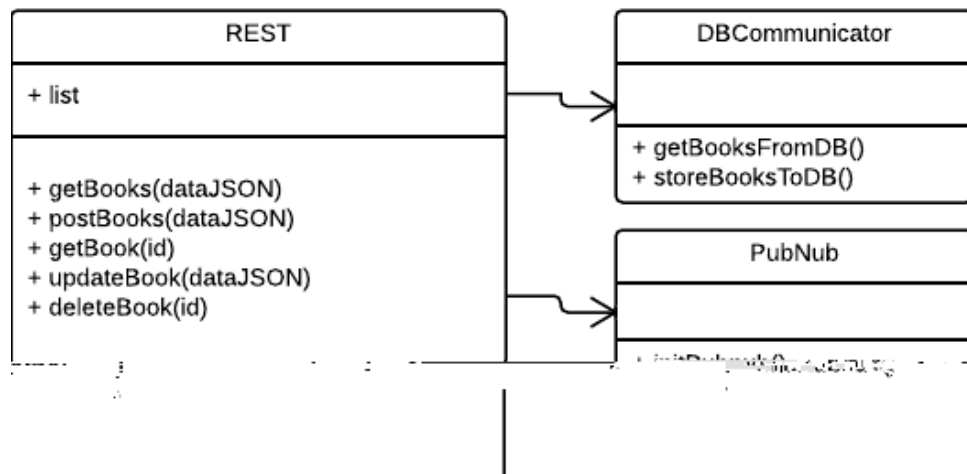 REST
+ list
+ getBooks(dataJSON)
+ postBooks(dataJSON)
+ getBook(id)
+ updateBook(dataJSON)
+ deleteBook(id)
DBCommunicator
+ getBooksFromDB()
+ storeBooksToDB()
PubNub